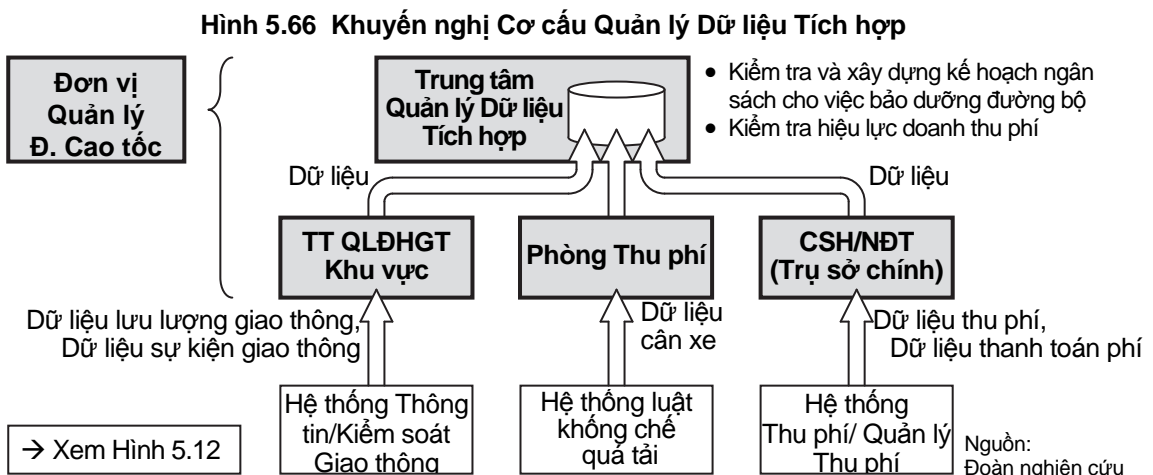 Hình 5.66 Khuyến nghị Cơ cấu Quản lý Dữ liệu Tích hợp
Đơn vị
Quản lý
Đ. Cao tốc
Trung tâm
Quản lý Dữ liệu
Tích hợp
• Kiểm tra và xây dựng kế hoạch ngân
sách cho việc bảo dưỡng đường bộ
• Kiểm tra hiệu lực doanh thu phí
Dữ liệu
Dữ liệu
TT QLĐHGT
Khu vực
Phòng Thu phí
CSH/NĐT
(Trụ sở chính)
Dữ liệu lưu lượng giao thông,
Dữ liệu sự kiện giao thông
Dữ liệu
cân xe
Dữ liệu thu phí,
Dữ liệu thanh toán phí
Hệ thống Thông
tin/Kiểm soát
Giao thông
Hệ thống luật
khống chế
quá tải
Hệ thống
Thu phí/ Quản lý
Thu phí
→ Xem Hình 5.12
Nguồn:
Đoàn nghiên cứu